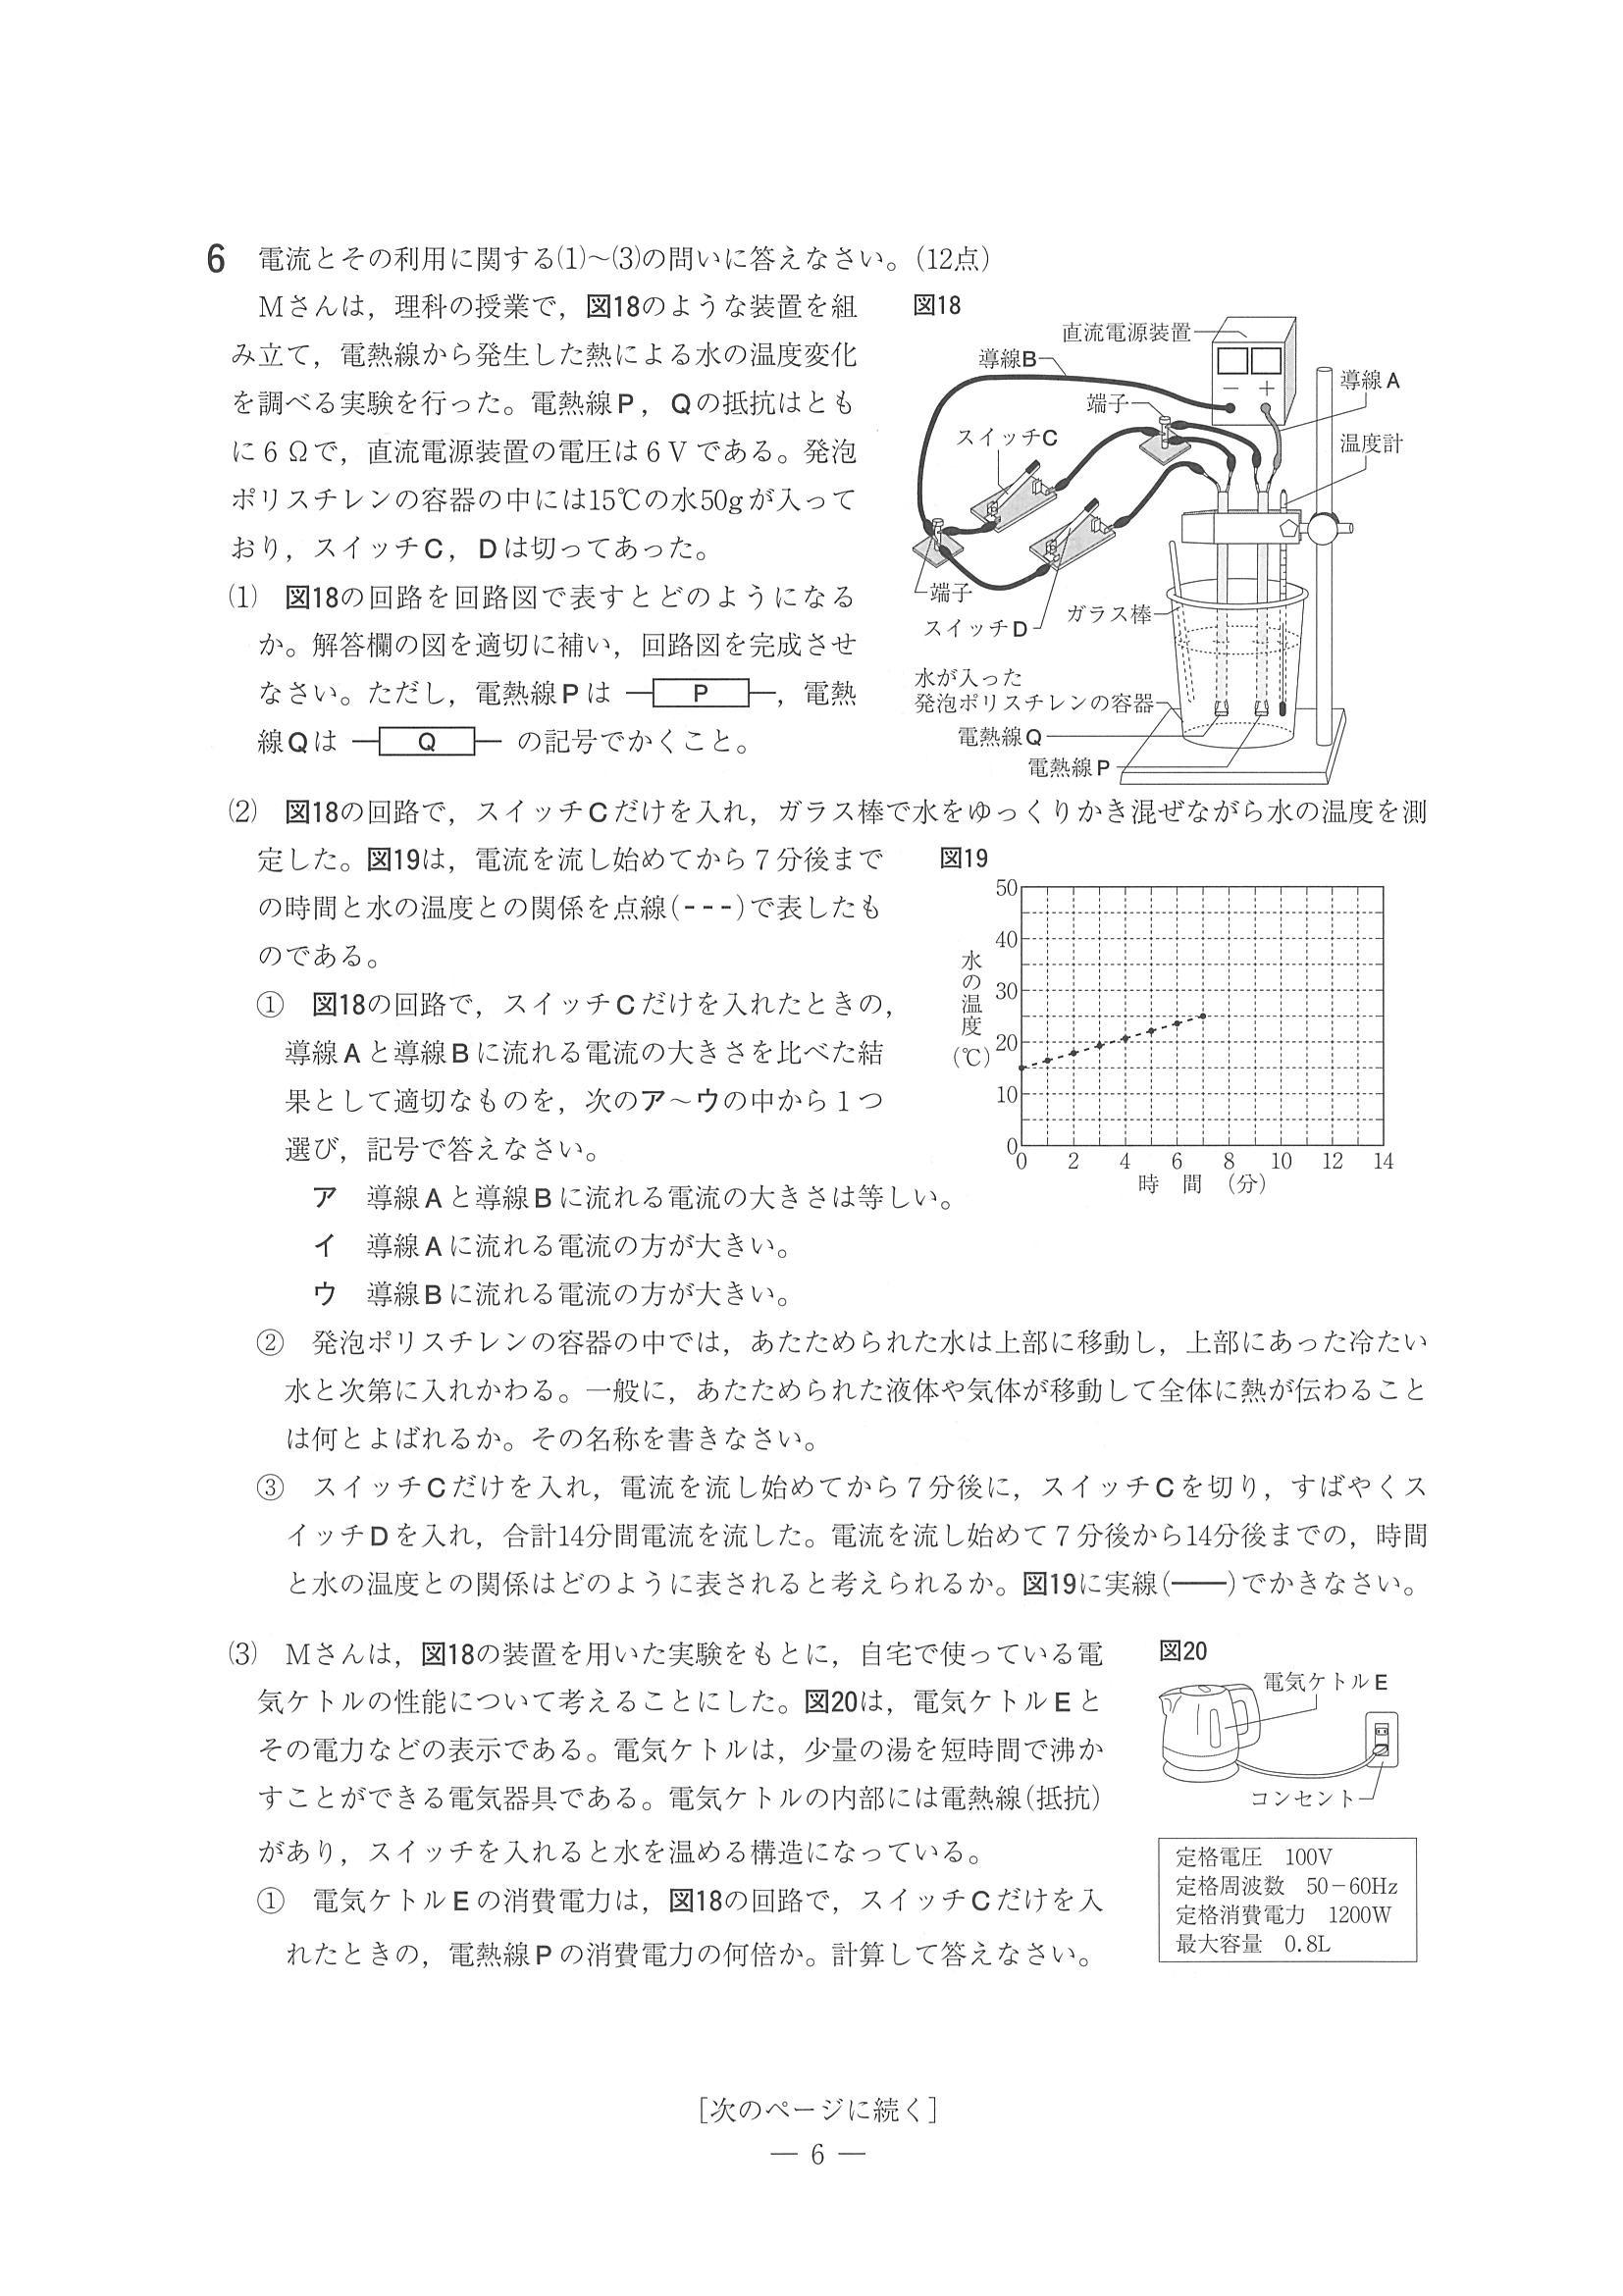 6 電流とその利用に関する⑴～⑶の問いに答えなさい。(12点)
Mさんは，理科の授業で，図18のような装置を組
み立て，電熱線から発生した熱による水の温度変化
を調べる実験を行った。電熱線P，Qの抵抗はとも
に6Ωで，直流電源装置の電圧は6Vである。発泡
ポリスチレンの容器の中には15℃の水50gが入って
おり，スイッチC，Dは切ってあった。
図18
直流電源装置
導線B
導線A
端子
温度計
スイッチC
− +
端子
ガラス棒
スイッチD
水が入った
発泡ポリスチレンの容器
電熱線Q
電熱線P
⑴ 図18の回路を回路図で表すとどのようになる
か。解答欄の図を適切に補い，回路図を完成させ
なさい。ただし，電熱線Pは P ，電熱
線Qは Q の記号でかくこと。
⑵ 図18の回路で，スイッチCだけを入れ，ガラス棒で水をゆっくりかき混ぜながら水の温度を測
定した。図19は，電流を流し始めてから7分後まで
の時間と水の温度との関係を点線(---)で表したも
のである。
図19
50
40
30
20
10
0
水の温度
(℃)
0 2 4 6 8 10 12 14
時 間 (分)
① 図18の回路で，スイッチCだけを入れたときの，
導線Aと導線Bに流れる電流の大きさを比べた結
果として適切なものを，次のア～ウの中から1つ
選び，記号で答えなさい。
ア 導線Aと導線Bに流れる電流の大きさは等しい。
イ 導線Aに流れる電流の方が大きい。
ウ 導線Bに流れる電流の方が大きい。
② 発泡ポリスチレンの容器の中では，あたためられた水は上部に移動し，上部にあった冷たい
水と次第に入れかわる。一般に，あたためられた液体や気体が移動して全体に熱が伝わること
は何とよばれるか。その名称を書きなさい。
③ スイッチCだけを入れ，電流を流し始めてから7分後に，スイッチCを切り，すばやくス
イッチDを入れ，合計14分間電流を流した。電流を流し始めて7分後から14分後までの，時間
と水の温度との関係はどのように表されると考えられるか。図19に実線(──)でかきなさい。
⑶ Mさんは，図18の装置を用いた実験をもとに，自宅で使っている電
気ケトルの性能について考えることにした。図20は，電気ケトルEと
その電力などの表示である。電気ケトルは，少量の湯を短時間で沸か
すことができる電気器具である。電気ケトルの内部には電熱線(抵抗)
があり，スイッチを入れると水を温める構造になっている。
① 電気ケトルEの消費電力は，図18の回路で，スイッチCだけを入
れたときの，電熱線Pの消費電力の何倍か。計算して答えなさい。
図20
電気ケトルE
コンセント
定格電圧 100V
定格周波数 50－60Hz
定格消費電力 1200W
最大容量 0.8L
[次のページに続く]
― 6 ―